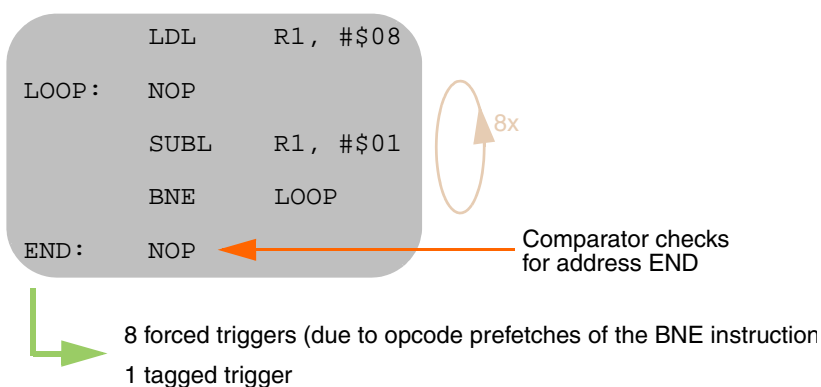 LDL R1, #$08
LOOP: NOP
8x
SUBL R1, #$01
BNE LOOP
END: NOP
Comparator checks
for address END
8 forced triggers (due to opcode prefetches of the BNE instruction
1 tagged trigger